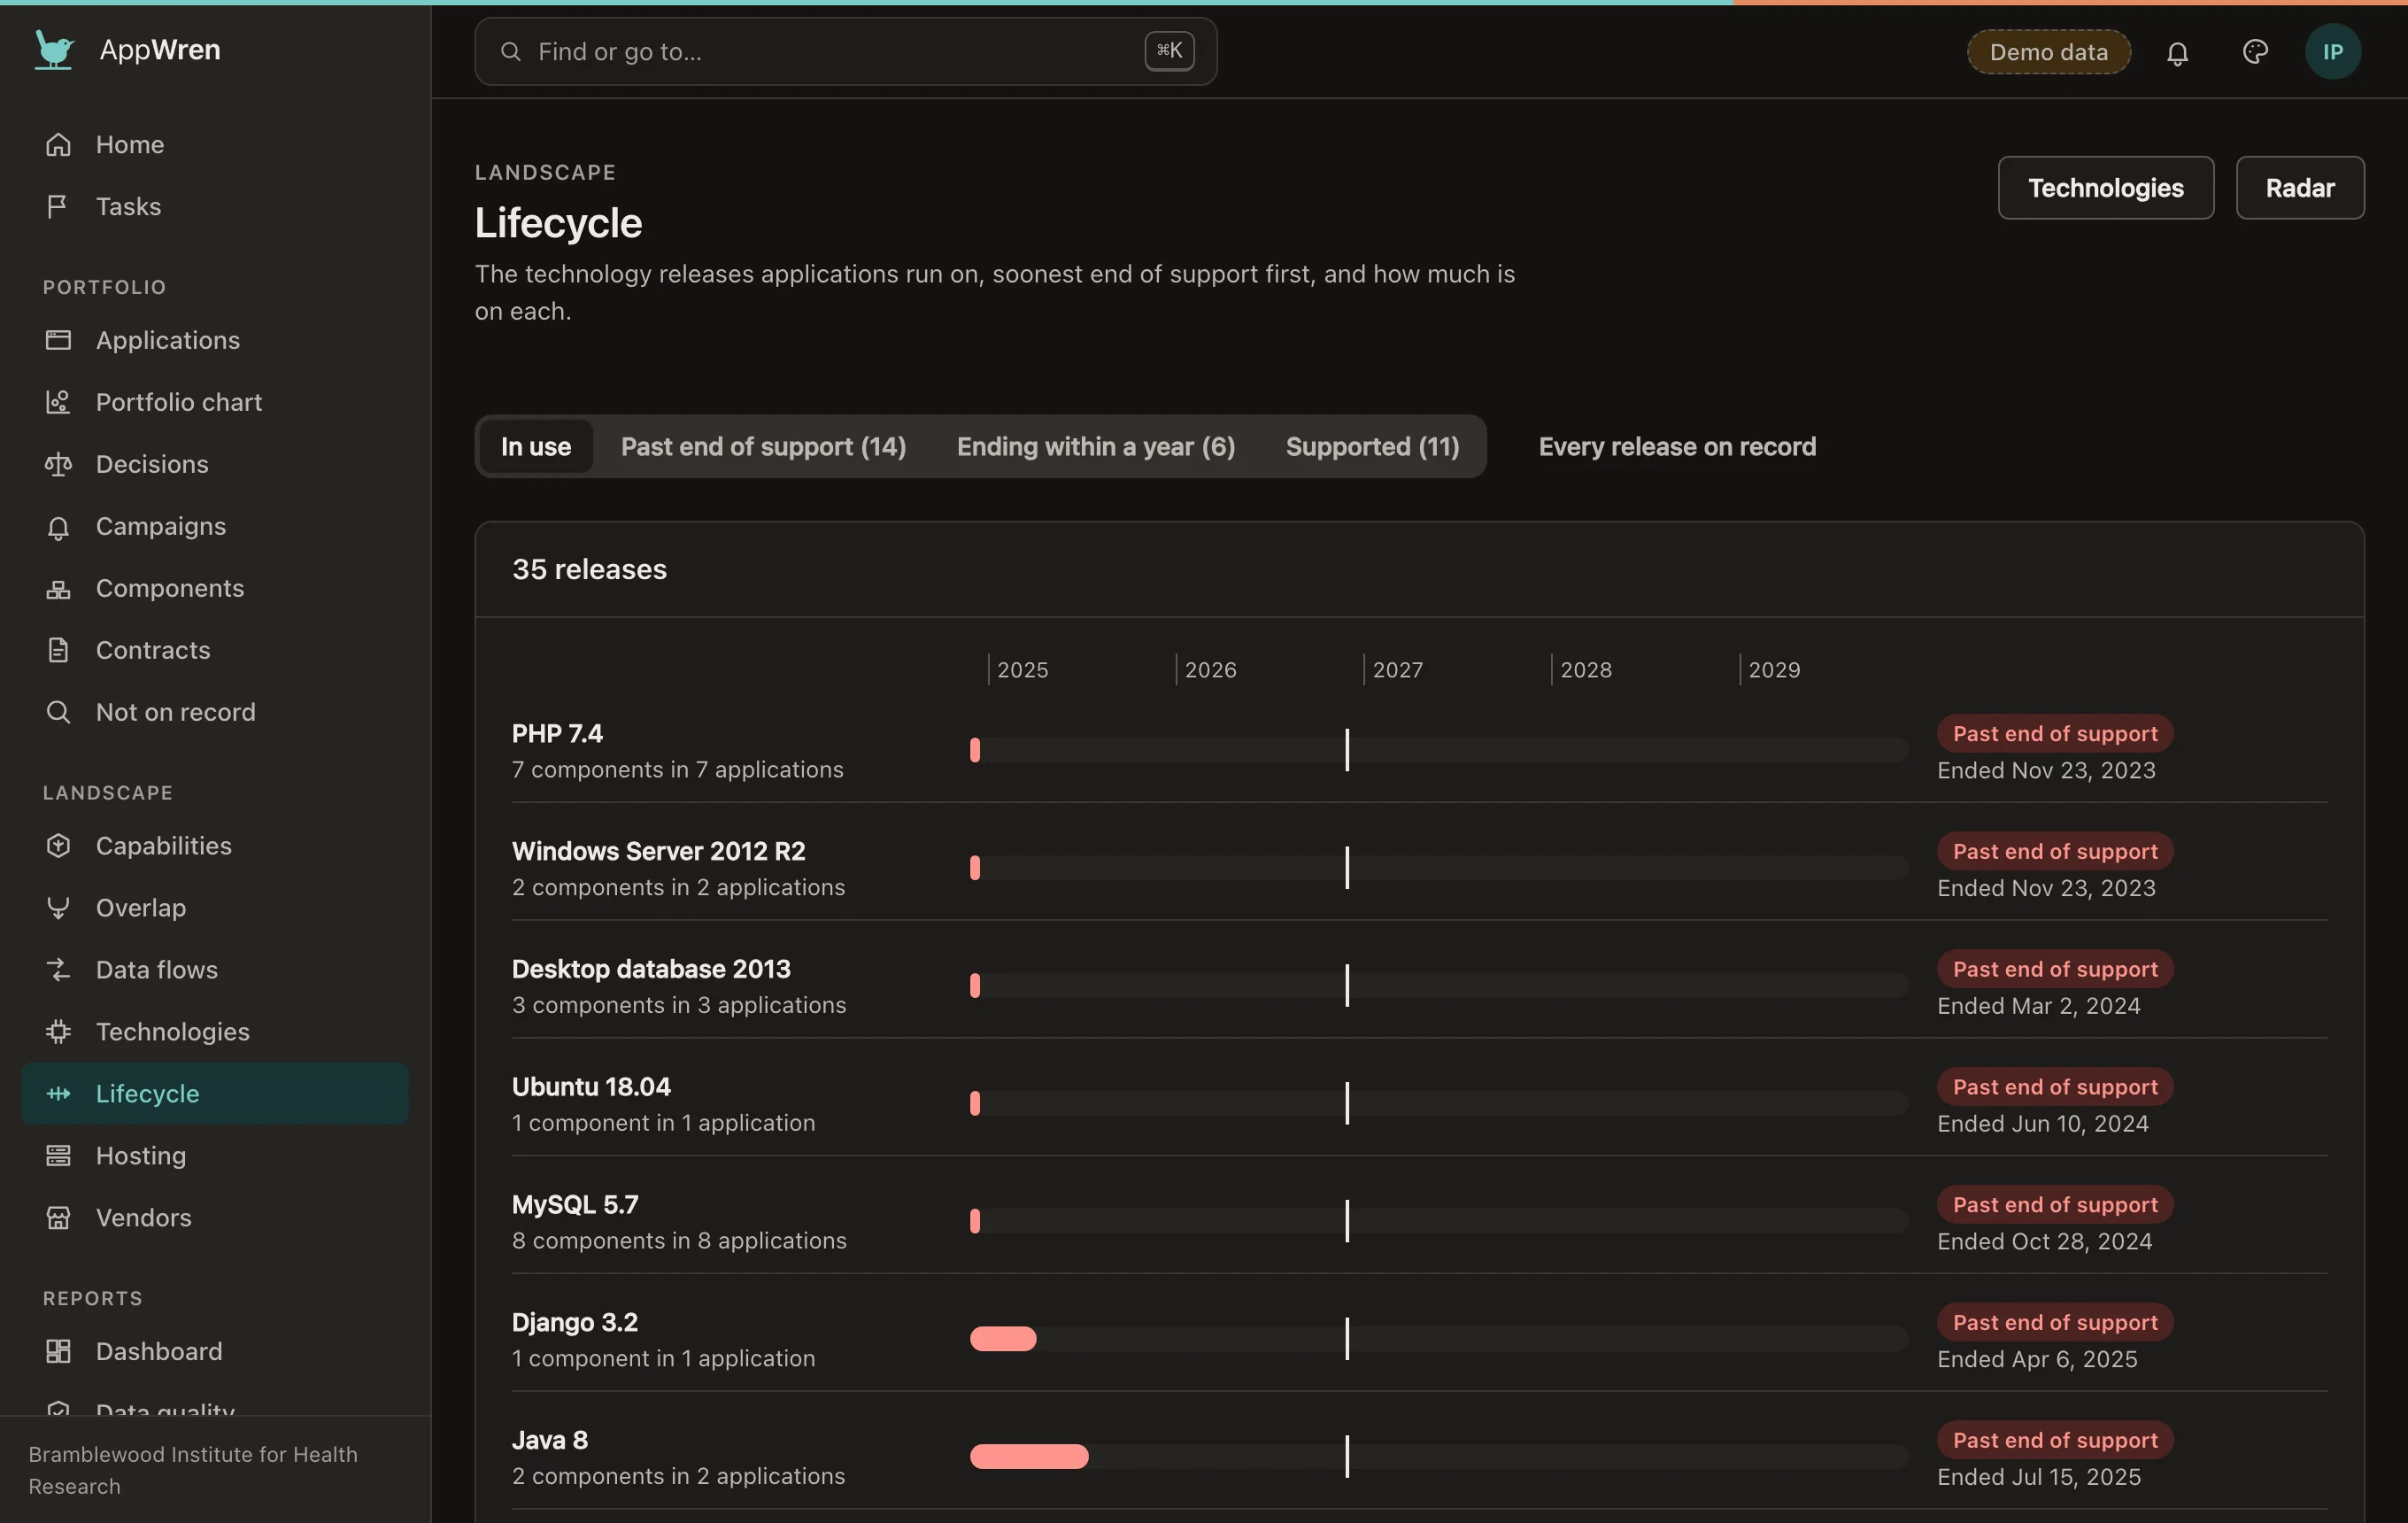 AppWren
Find or go to...
⌘K
Demo data
IP
Home
Tasks
PORTFOLIO
Applications
Portfolio chart
Decisions
Campaigns
Components
Contracts
Not on record
LANDSCAPE
Capabilities
Overlap
Data flows
Technologies
Lifecycle
Hosting
Vendors
REPORTS
Dashboard
Data quality
Bramblewood Institute for Health
Research
LANDSCAPE
Lifecycle
The technology releases applications run on, soonest end of support first, and how much is
on each.
Technologies
Radar
In use
Past end of support (14)
Ending within a year (6)
Supported (11)
Every release on record
35 releases
2025
2026
2027
2028
2029
PHP 7.4
7 components in 7 applications
Past end of support
Ended Nov 23, 2023
Windows Server 2012 R2
2 components in 2 applications
Past end of support
Ended Nov 23, 2023
Desktop database 2013
3 components in 3 applications
Past end of support
Ended Mar 2, 2024
Ubuntu 18.04
1 component in 1 application
Past end of support
Ended Jun 10, 2024
MySQL 5.7
8 components in 8 applications
Past end of support
Ended Oct 28, 2024
Django 3.2
1 component in 1 application
Past end of support
Ended Apr 6, 2025
Java 8
2 components in 2 applications
Past end of support
Ended Jul 15, 2025